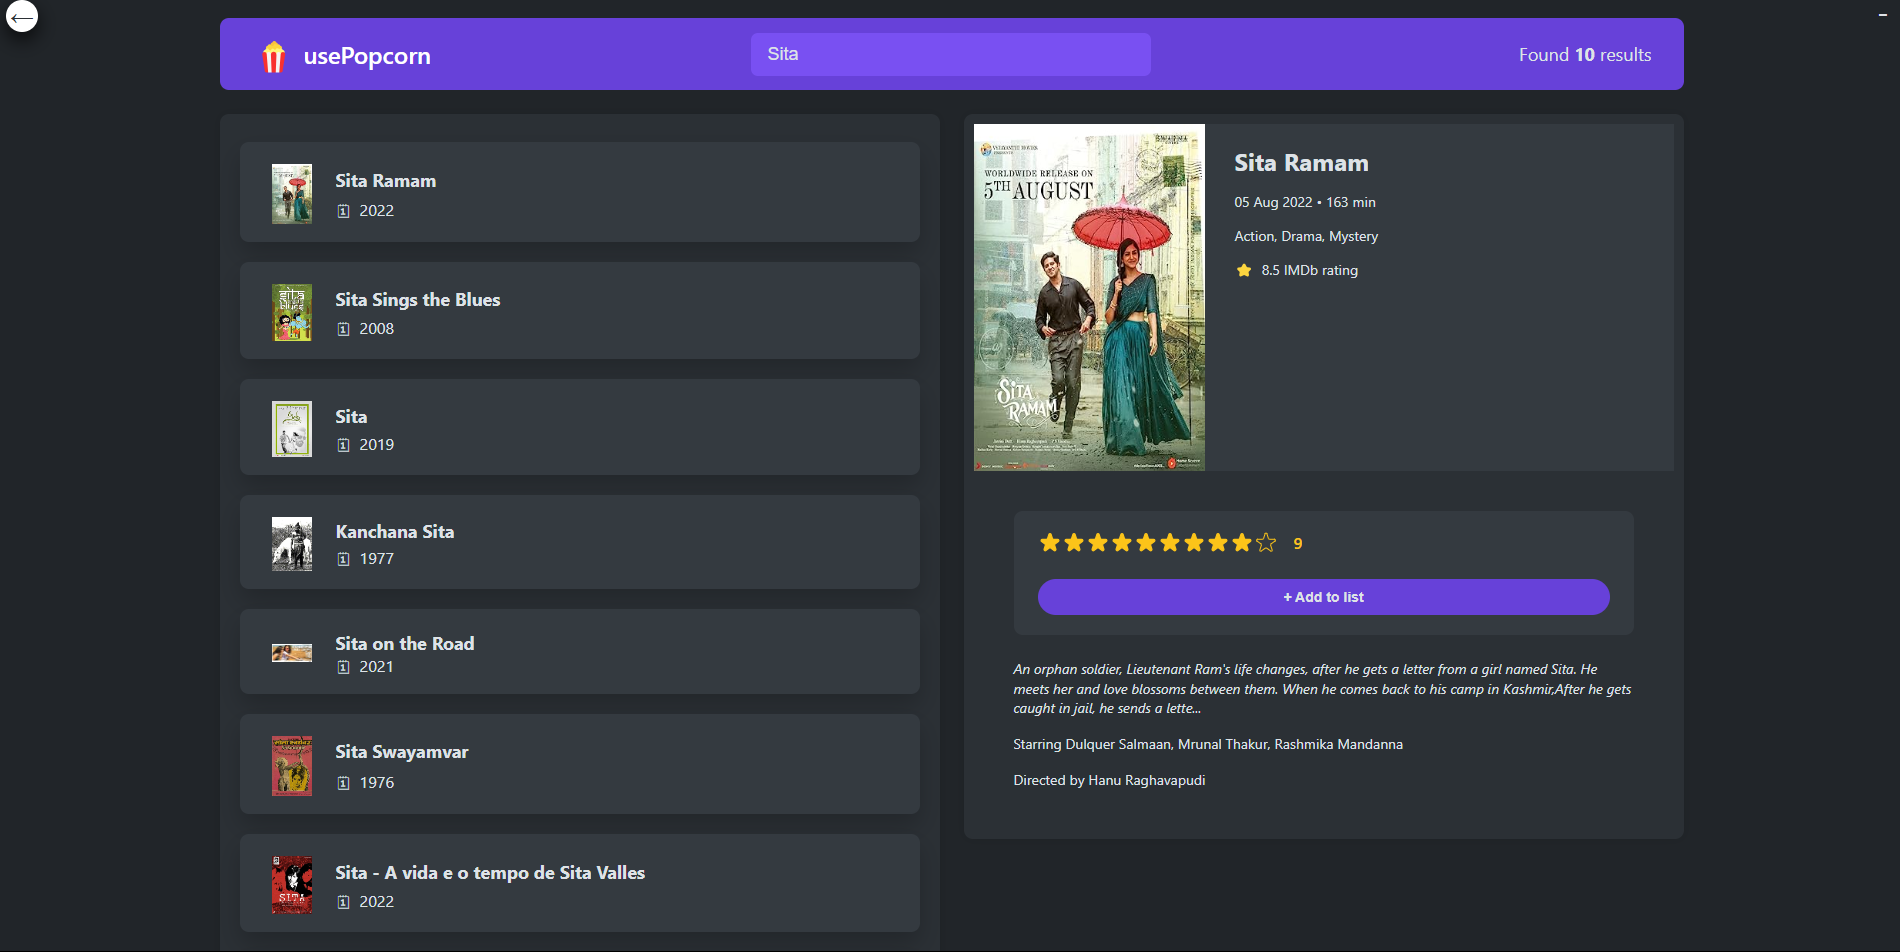 usePopcorn
Sita
Found 10 results
Sita Ramam
2022
Sita Sings the Blues
2008
Sita
2019
Kanchana Sita
1977
Sita on the Road
2021
Sita Swayamvar
1976
Sita - A vida e o tempo de Sita Valles
2022
WORLDWIDE RELEASE ON
5TH AUGUST
SITA
RAMAM
Sita Ramam
05 Aug 2022 • 163 min
Action, Drama, Mystery
8.5 IMDb rating
9
+ Add to list
An orphan soldier, Lieutenant Ram's life changes, after he gets a letter from a girl named Sita. He
meets her and love blossoms between them. When he comes back to his camp in Kashmir,After he gets
caught in jail, he sends a lette...
Starring Dulquer Salmaan, Mrunal Thakur, Rashmika Mandanna
Directed by Hanu Raghavapudi